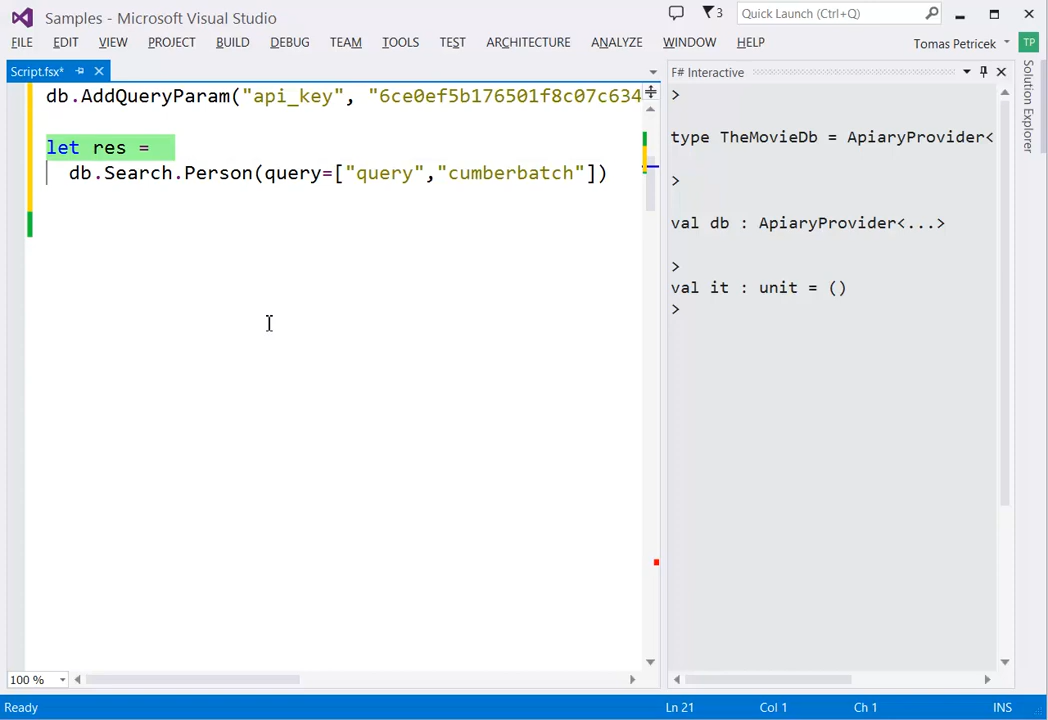 Samples - Microsoft Visual Studio
3
Quick Launch (Ctrl+Q)
FILE EDIT VIEW PROJECT BUILD DEBUG TEAM TOOLS TEST ARCHITECTURE ANALYZE WINDOW HELP
Tomas Petricek TP
Script.fsx*
db.AddQueryParam("api_key", "6ce0ef5b176501f8c07c634
let res =
db.Search.Person(query=["query","cumberbatch"])
100 %
F# Interactive
>
type TheMovieDb = ApiaryProvider<
>
val db : ApiaryProvider<...>
>
val it : unit = ()
>
Solution Explorer
Ready
Ln 21 Col 1 Ch 1 INS